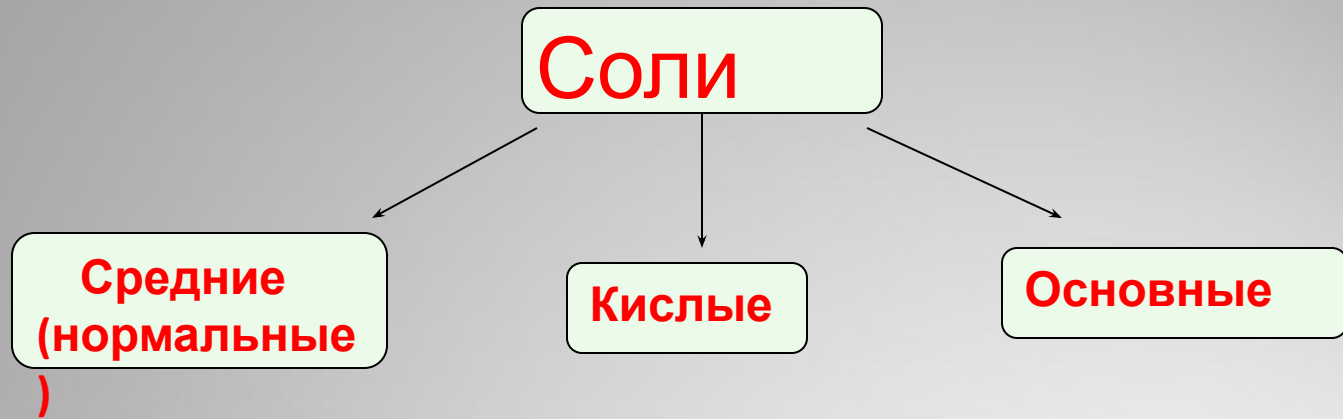 Соли
Средние
(нормальные
)
Кислые
Основные